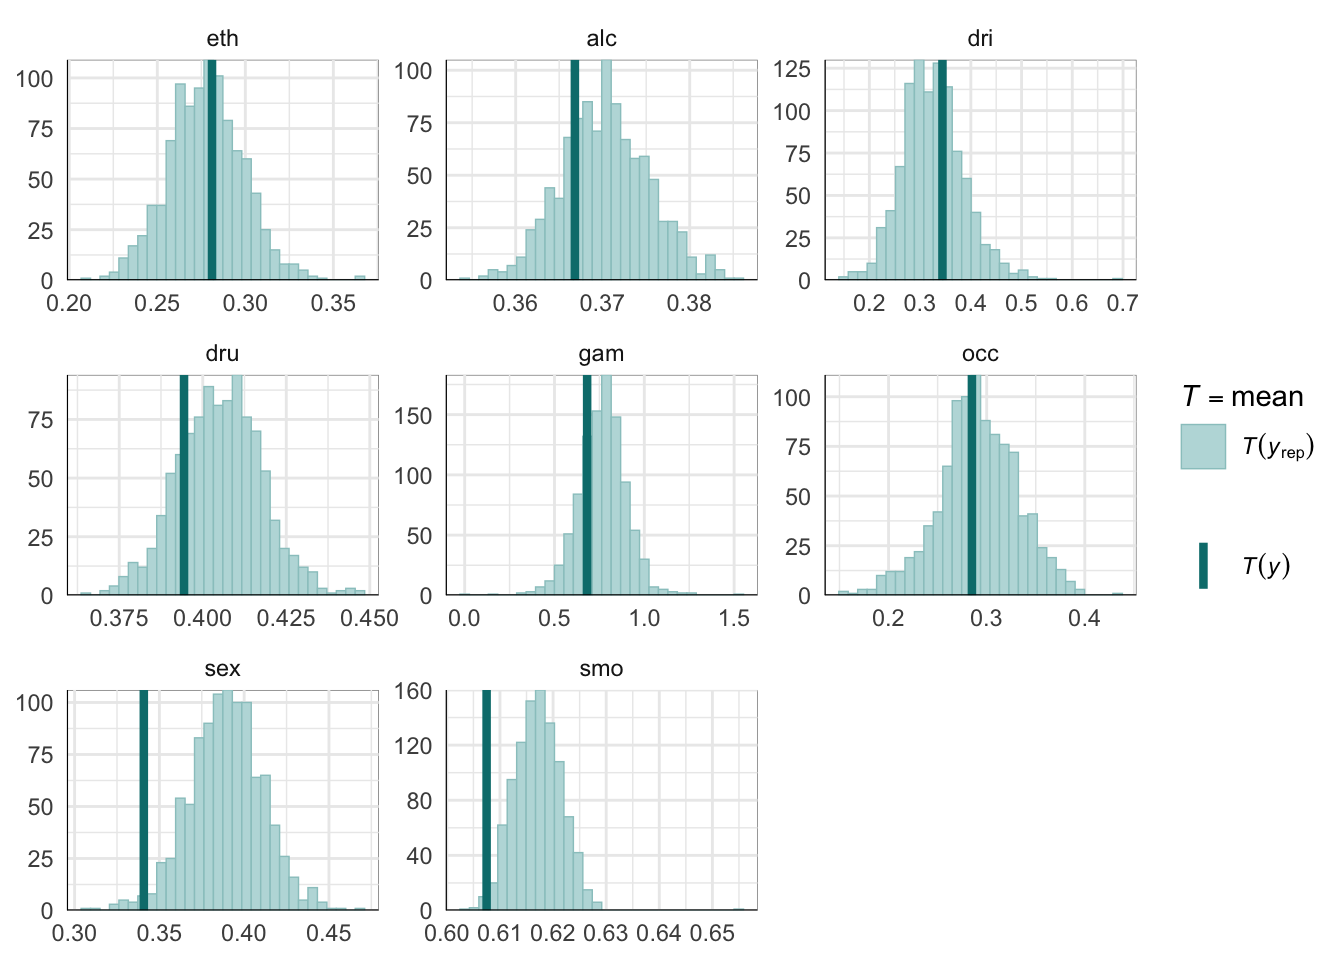 eth
alc
dri
100
75
50
25
0
0.20 0.25 0.30 0.35
100
75
50
25
0
0.36 0.37 0.38
125
100
75
50
25
0
0.2 0.3 0.4 0.5 0.6 0.7
dru
gam
occ
75
50
25
0
0.375 0.400 0.425 0.450
150
100
50
0
0.0 0.5 1.0 1.5
100
75
50
25
0
0.2 0.3 0.4
sex
smo
100
75
50
25
0
0.30 0.35 0.40 0.45
160
120
80
40
0
0.60 0.61 0.62 0.63 0.64 0.65
T = mean
T(yrep)
T(y)